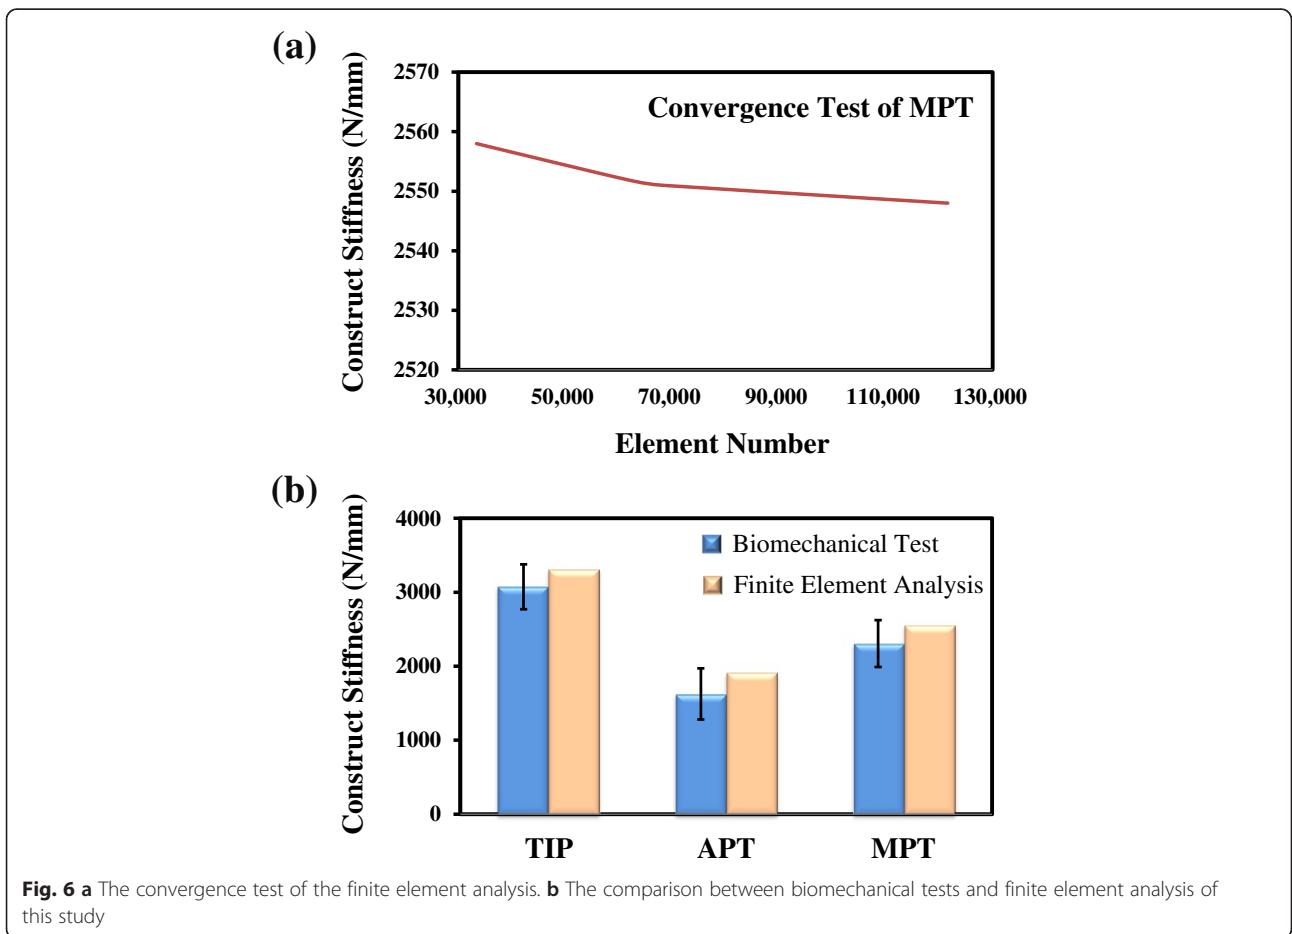 (a)
Construct Stiffness (N/mm)
2570
2560
2550
2540
2530
2520
Convergence Test of MPT
30,000 50,000 70,000 90,000 110,000 130,000
Element Number
(b)
Construct Stiffness (N/mm)
4000
3000
2000
1000
0
Biomechanical Test
Finite Element Analysis
TIP APT MPT
Fig. 6 a The convergence test of the finite element analysis. b The comparison between biomechanical tests and finite element analysis of
this study